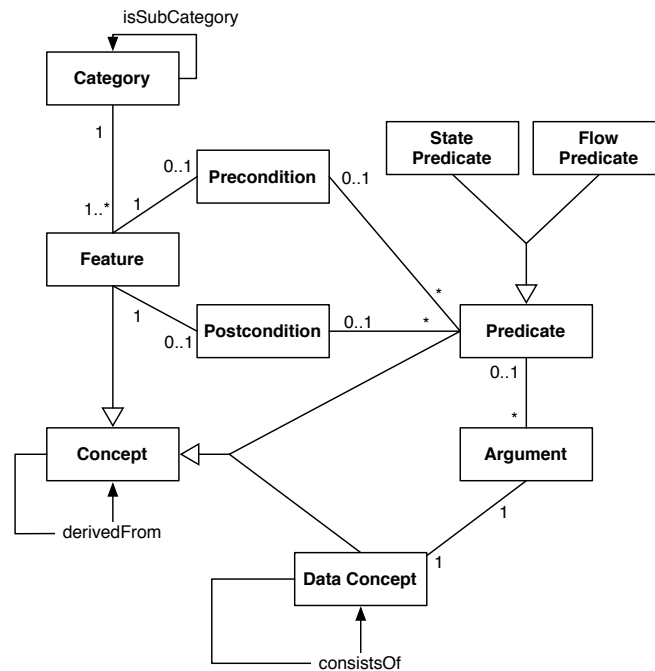 isSubCategory
Category
1
1..*
State
Predicate
Flow
Predicate
Precondition
0..1
0..1
1
*
Feature
1
0..1
Postcondition
0..1
*
Predicate
0..1
*
Concept
derivedFrom
Argument
1
1
Data Concept
consistsOf